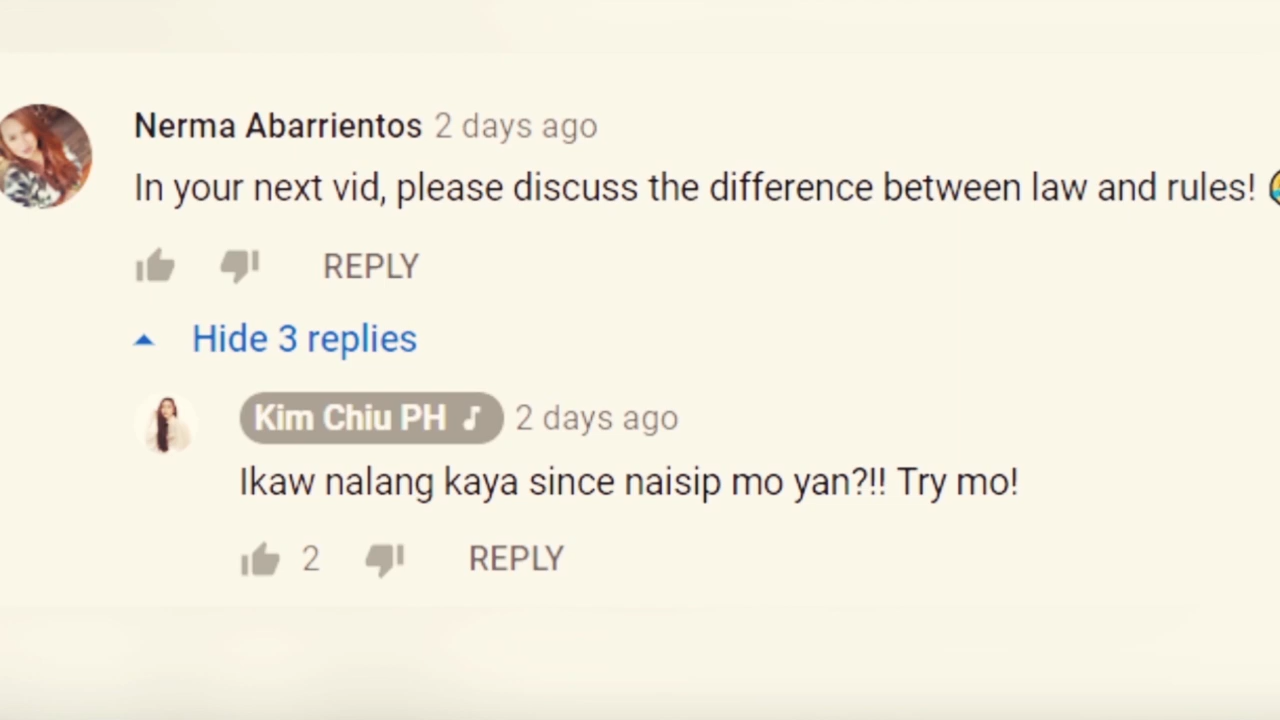 Nerma Abarrientos 2 days ago
In your next vid, please discuss the difference between law and rules!
REPLY
Hide 3 replies
Kim Chiu PH 2 days ago
Ikaw nalang kaya since naisip mo yan?!! Try mo!
2 REPLY